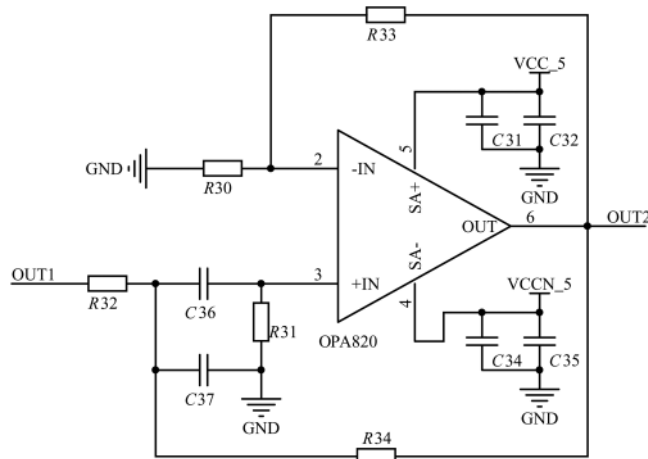 R33
VCC_5
C31
C32
GND
5
SA+
GND
R30
2
-IN
OUT
6
OUT2
OUT1
R32
C36
3
+IN
SA-
4
VCCN_5
R31
OPA820
C34
C35
C37
GND
GND
R34